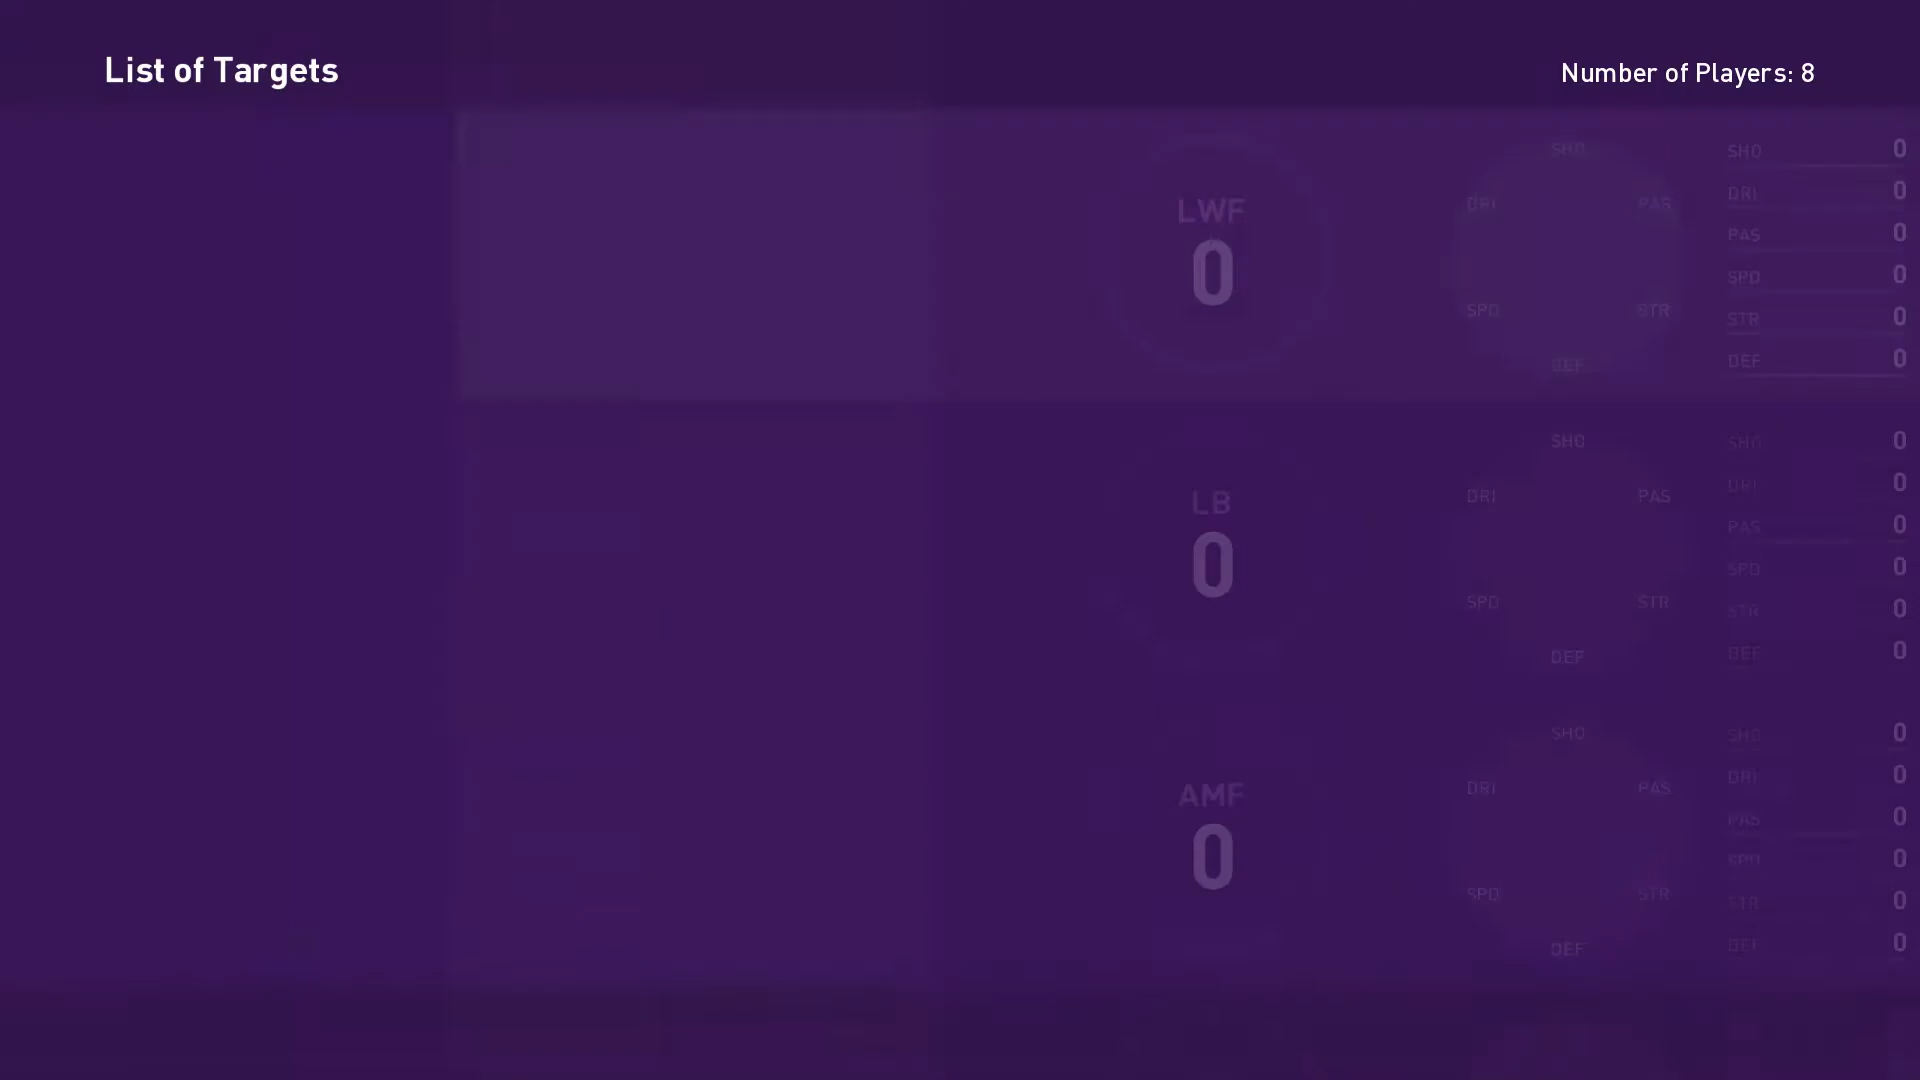 List of Targets
Number of Players: 8
LWF
0
SHO
DRI
PAS
SPD
STR
DEF
SHO 0
DRI 0
PAS 0
SPD 0
STR 0
DEF 0
LB
0
SHO
DRI
PAS
SPD
STR
DEF
SHO 0
DRI 0
PAS 0
SPD 0
STR 0
DEF 0
AMF
0
SHO
DRI
PAS
SPD
STR
DEF
SHO 0
DRI 0
PAS 0
SPD 0
STR 0
DEF 0